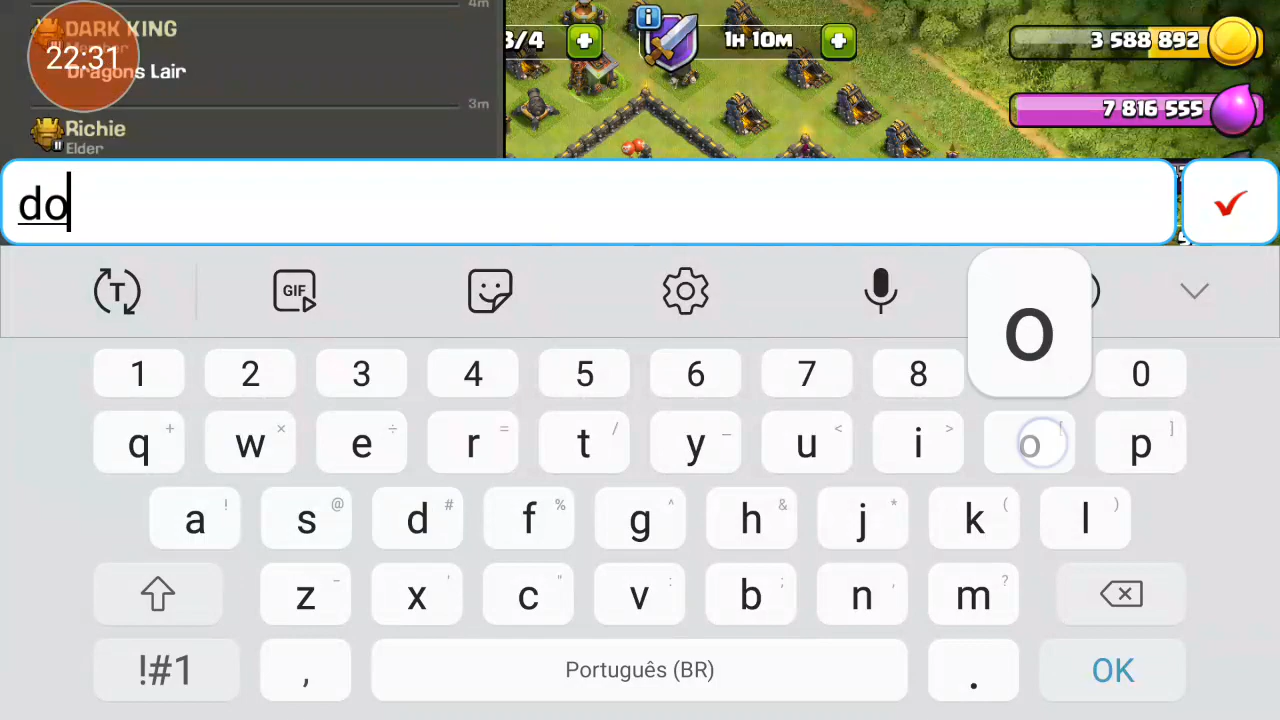 4m
DARK KING
Member
22:31
Dragons Lair
3m
Richie
Elder
3/4
1H 10M
3 588 892
7 816 555
do
T
GIF
o
1 2 3 4 5 6 7 8 0
q + w × e ÷ r = t / y _ u < i > o [ p ]
a ! s @ d # f % g ^ h & j * k ( l )
z - x ' c " v : b ; n , m ?
!#1 , Português (BR) . OK